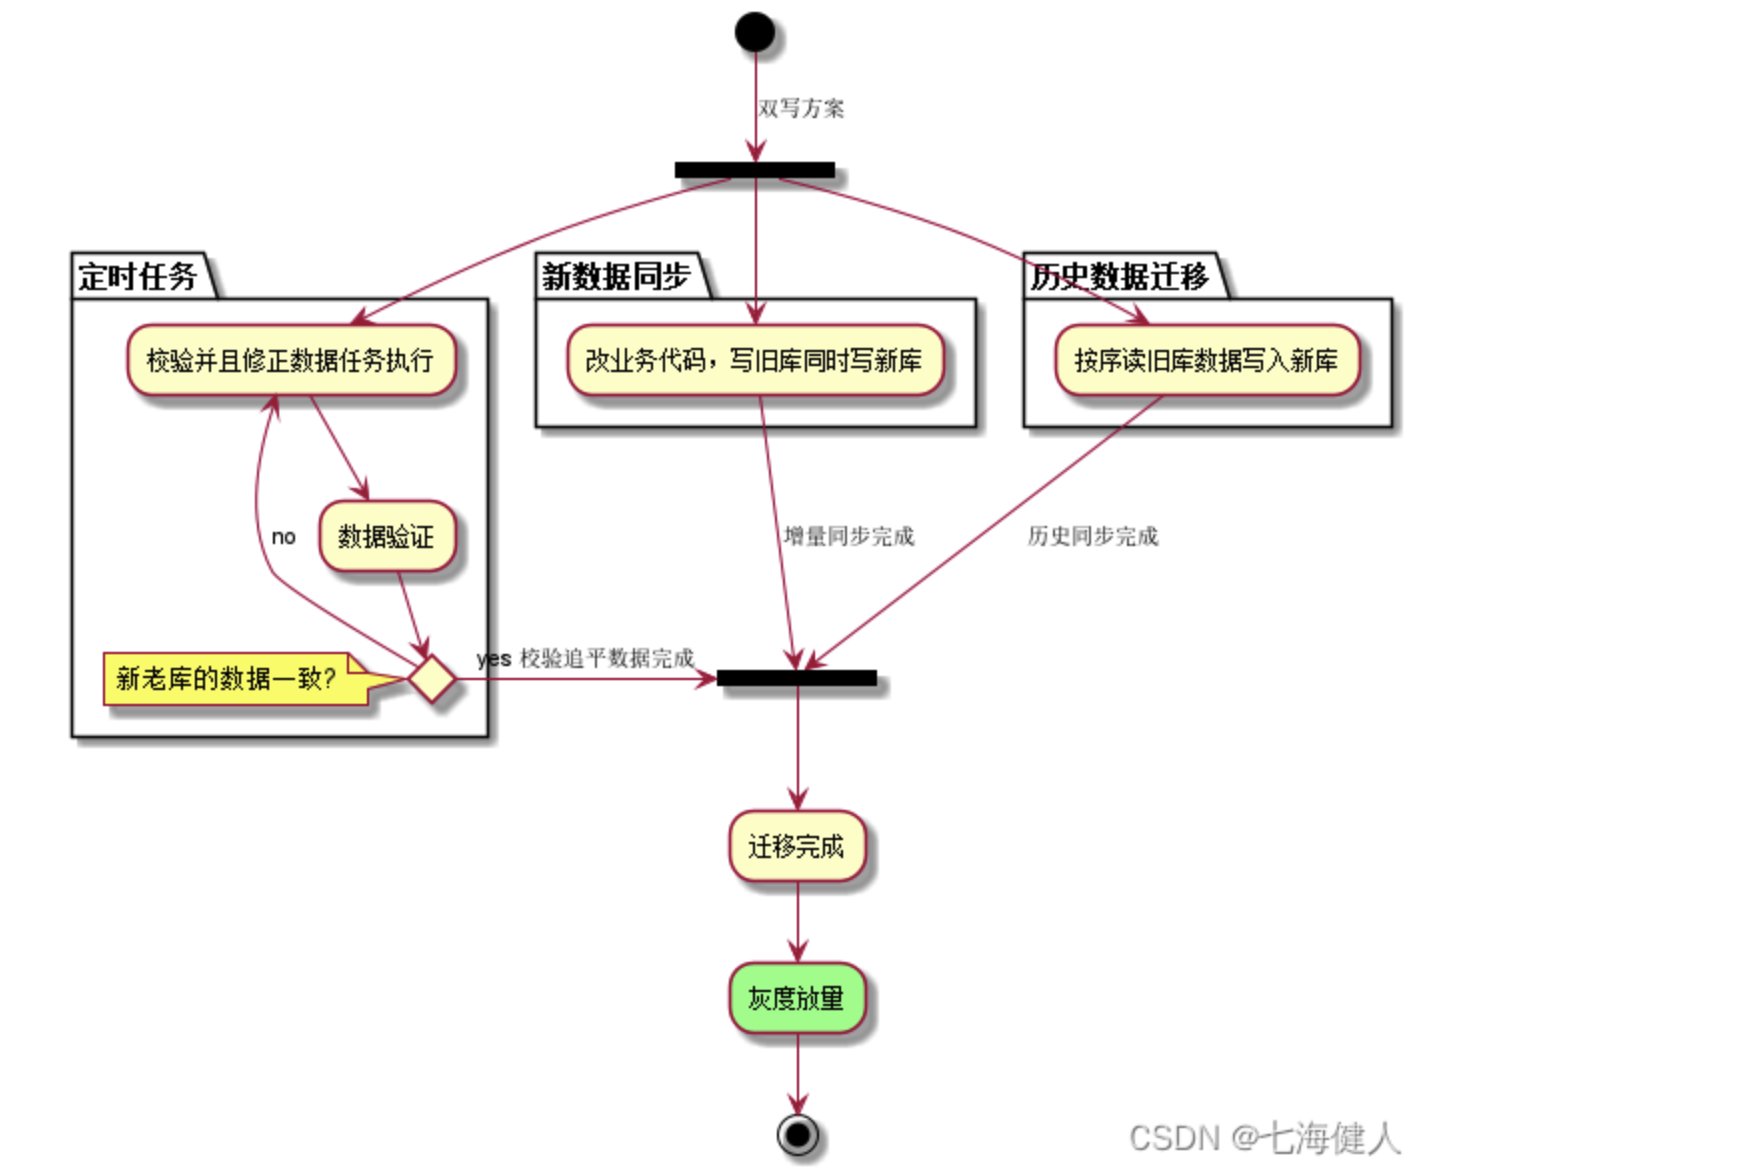 双写方案
定时任务
新数据同步
历史数据迁移
校验并且修正数据任务执行
改业务代码，写旧库同时写新库
按序读旧库数据写入新库
no
数据验证
增量同步完成
历史同步完成
新老库的数据一致?
yes 校验追平数据完成
迁移完成
灰度放量
CSDN @七海健人